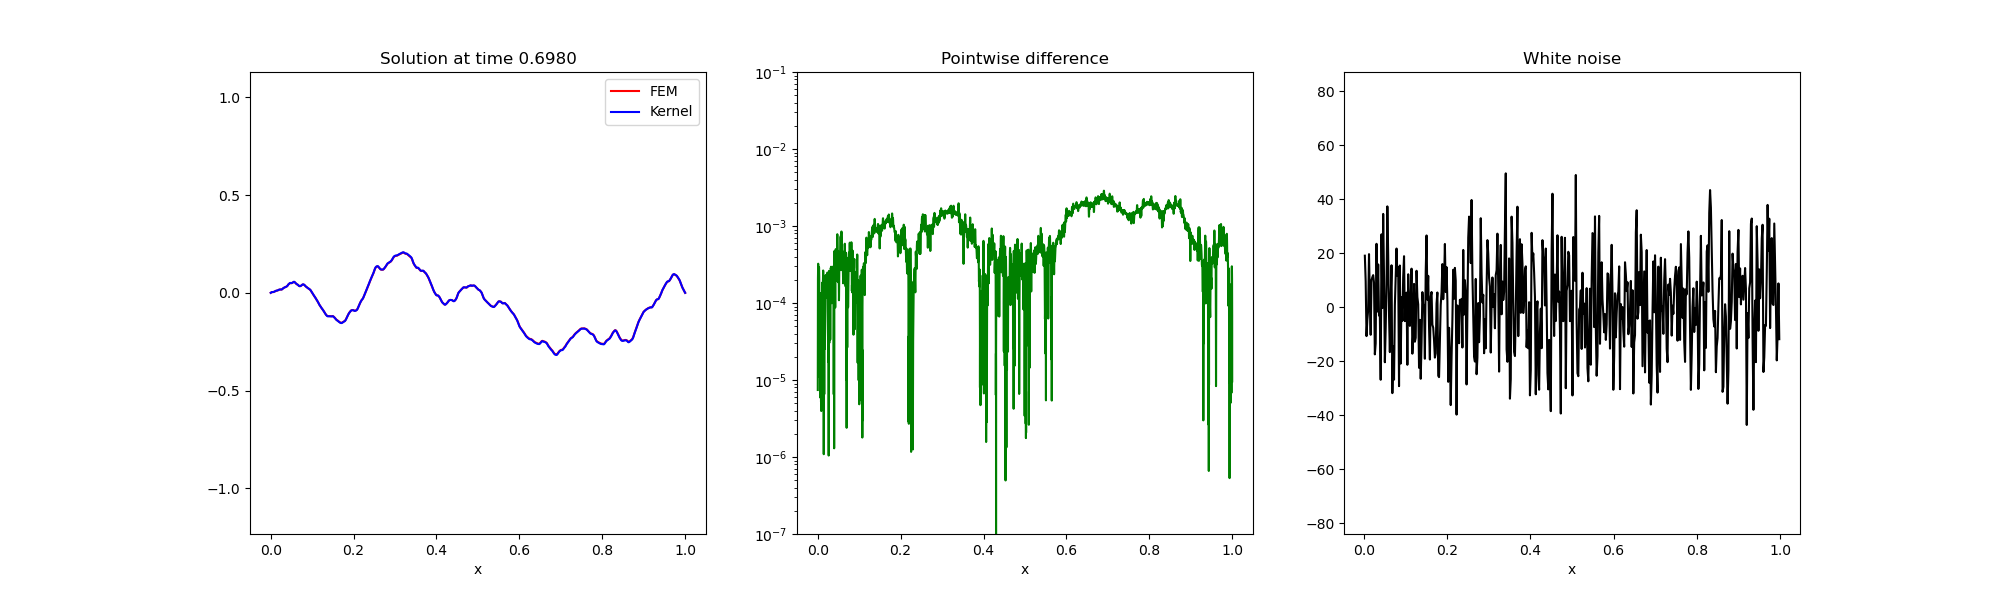 Solution at time 0.6980
1.0
0.5
0.0
−0.5
−1.0
0.0 0.2 0.4 0.6 0.8 1.0
x
FEM
Kernel
Pointwise difference
10⁻¹
10⁻²
10⁻³
10⁻⁴
10⁻⁵
10⁻⁶
10⁻⁷
0.0 0.2 0.4 0.6 0.8 1.0
x
White noise
80
60
40
20
0
−20
−40
−60
−80
0.0 0.2 0.4 0.6 0.8 1.0
x